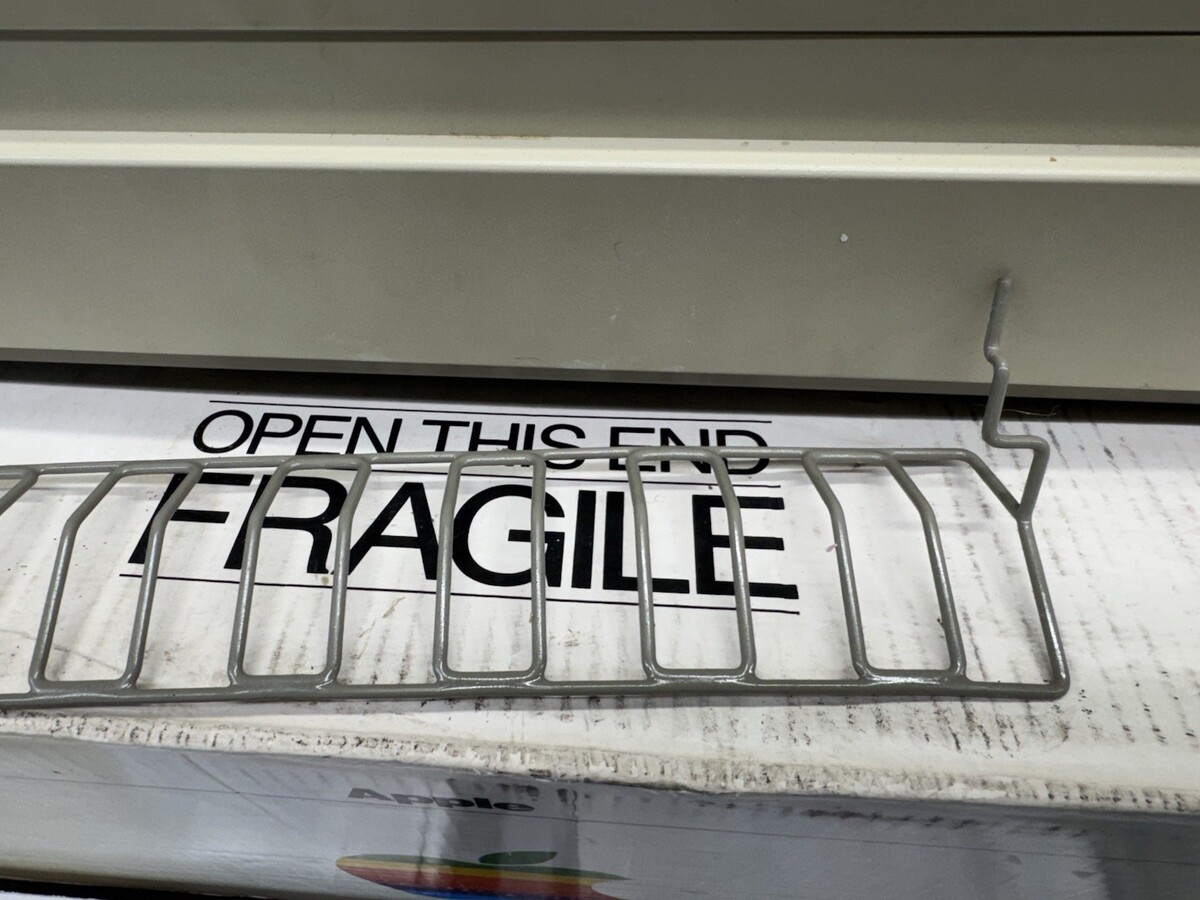 OPEN THIS END
FRAGILE
Apple